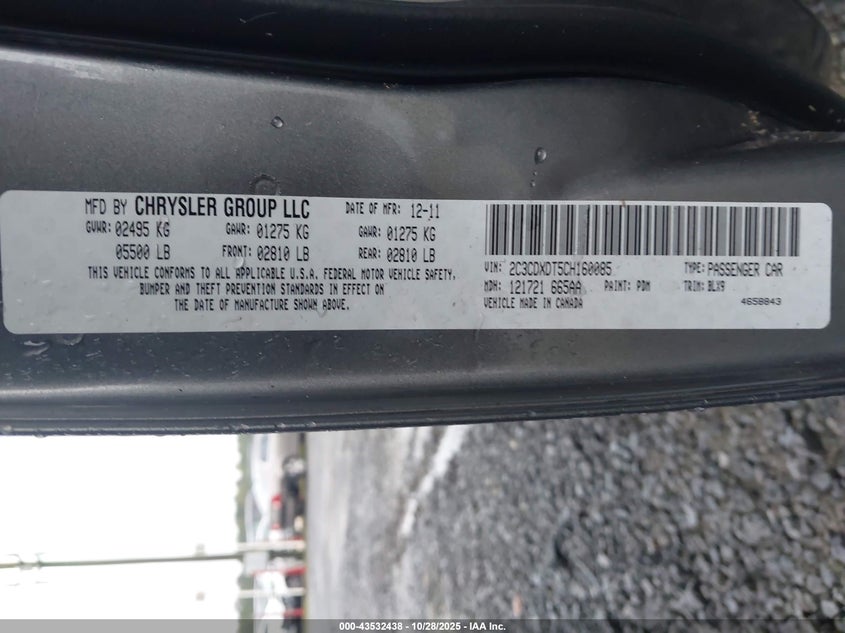 MFD BY CHRYSLER GROUP LLC DATE OF MFR: 12-11
GVWR: 02495 KG GAWR: 01275 KG GAWR: 01275 KG
05500 LB FRONT: 02810 LB REAR: 02810 LB
THIS VEHICLE CONFORMS TO ALL APPLICABLE U.S.A. FEDERAL MOTOR VEHICLE SAFETY,
BUMPER AND THEFT PREVENTION STANDARDS IN EFFECT ON
THE DATE OF MANUFACTURE SHOWN ABOVE.
VIN: 2C3CDXDT5CH160085 TYPE: PASSENGER CAR
MDH: 121721 665AA PAINT: PDM TRIM: BLX9
VEHICLE MADE IN CANADA 4658843
000-43532438 - 10/28/2025 - IAA Inc.